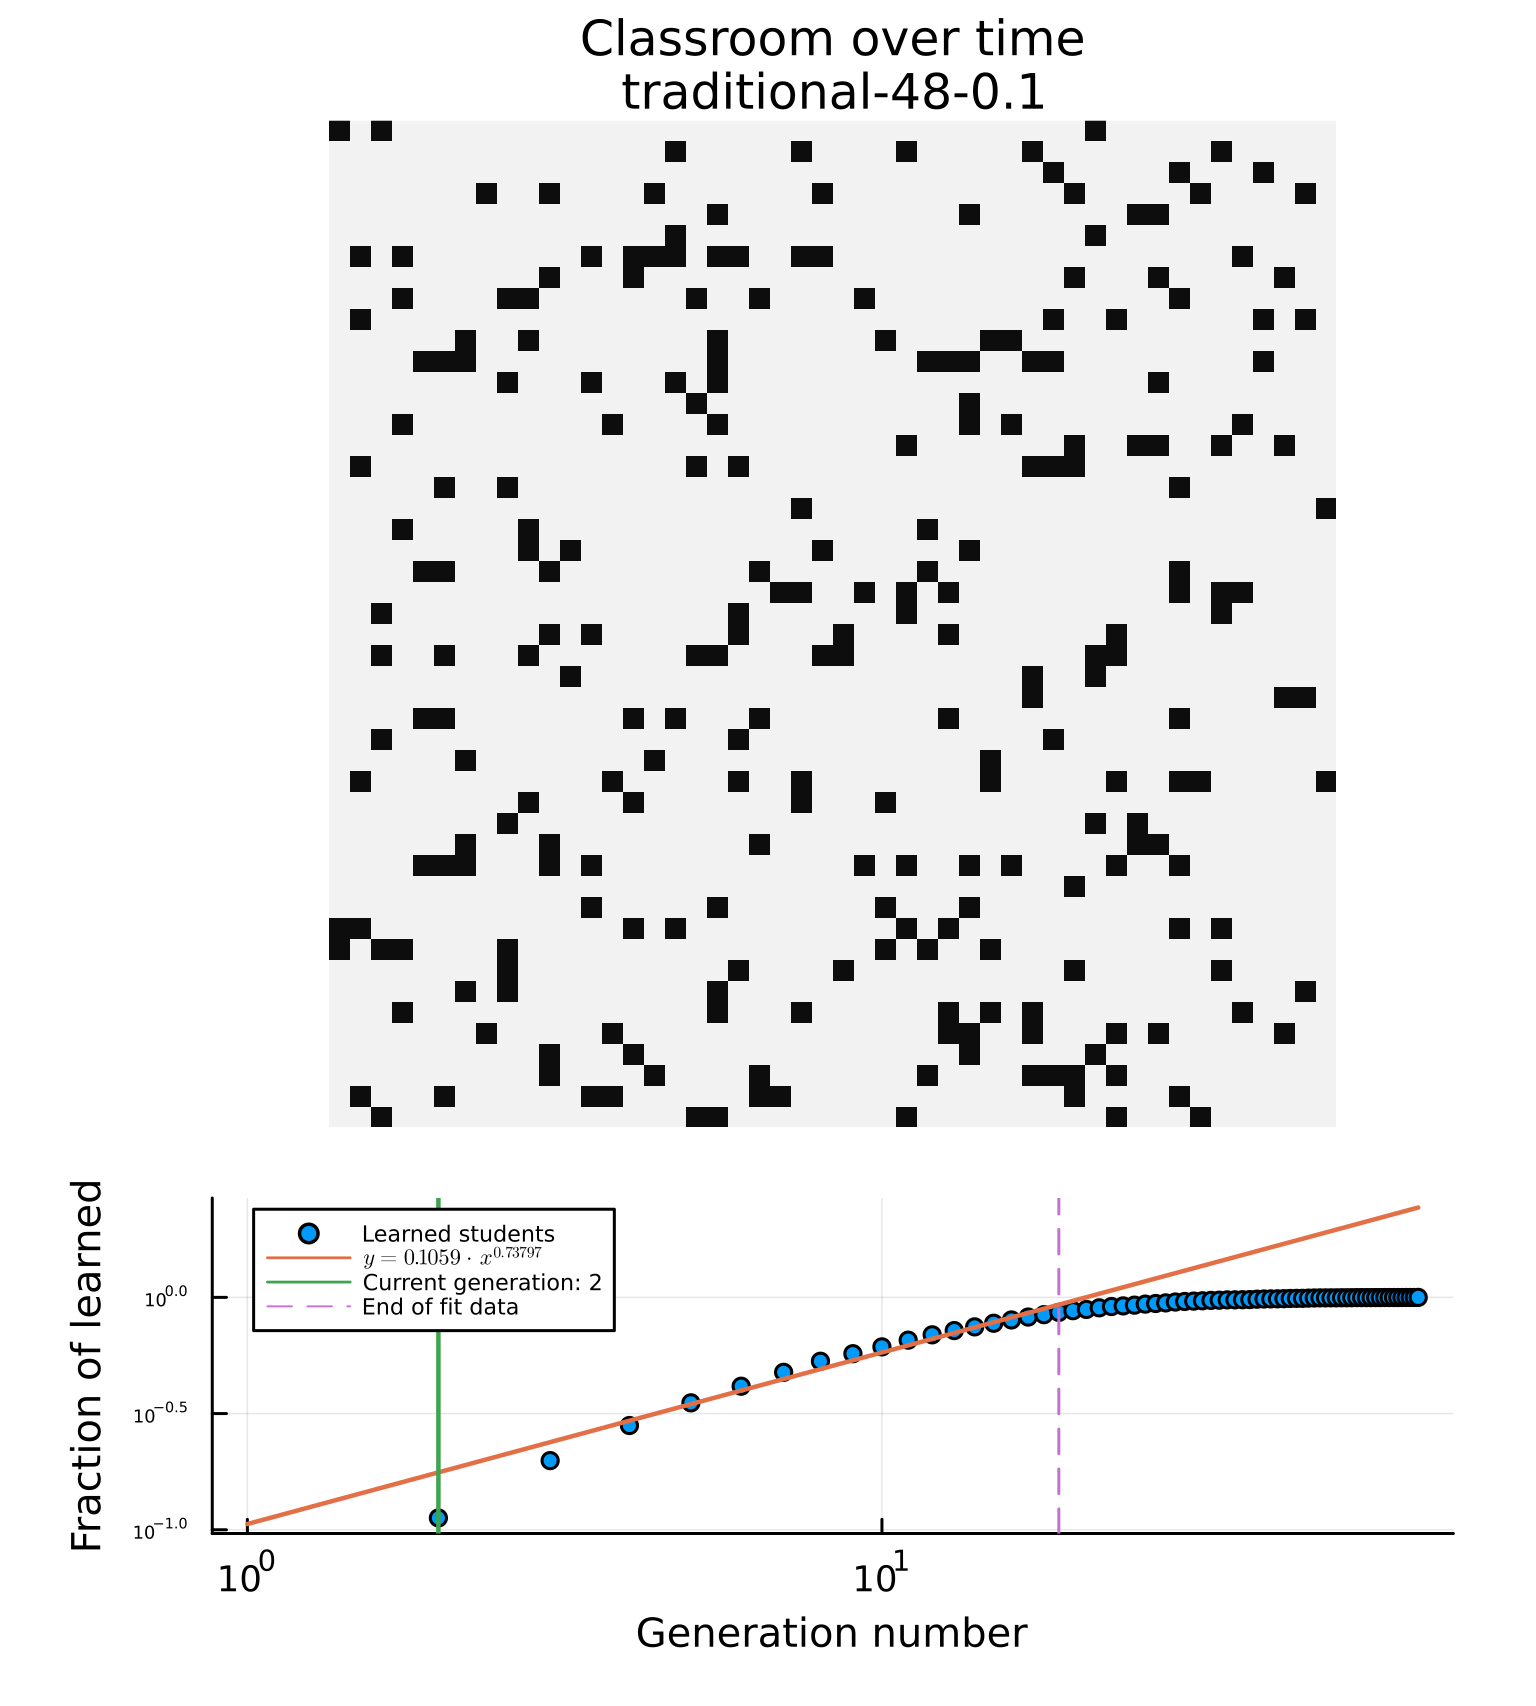 Classroom over time
traditional-48-0.1
Fraction of learned
Learned students
y = 0.1059 · x^0.73797
Current generation: 2
End of fit data
10^0.0
10^−0.5
10^−1.0
10^0 10^1
Generation number